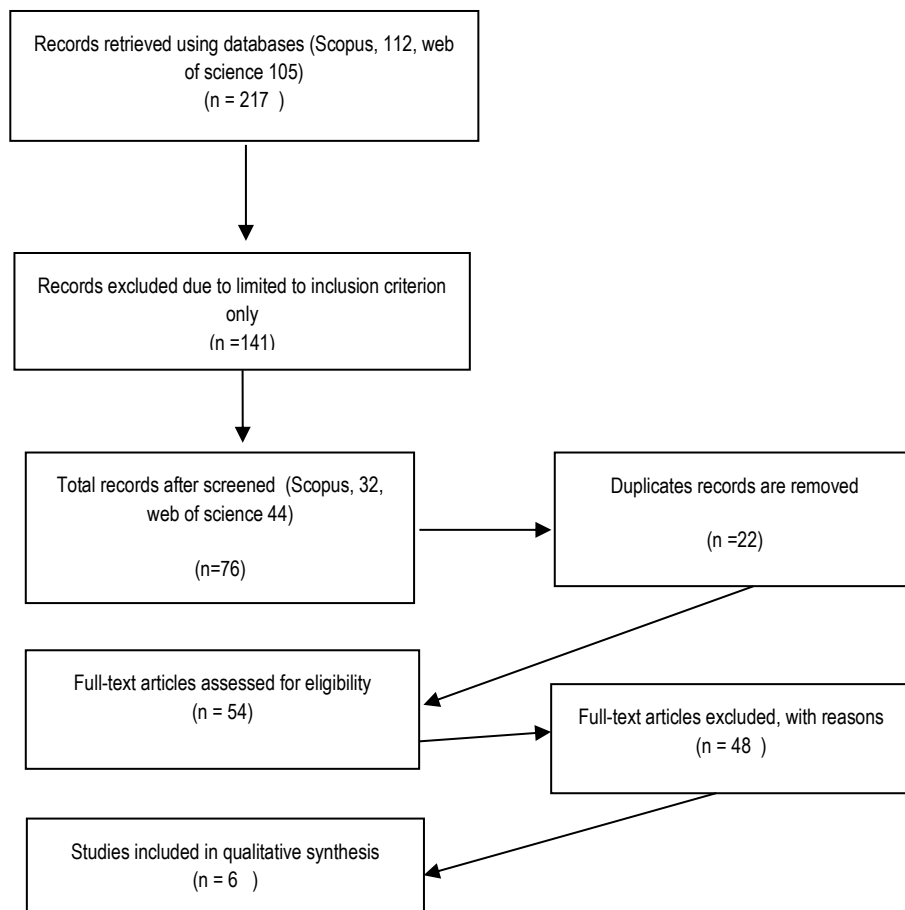 Records retrieved using databases (Scopus, 112, web
of science 105)
(n = 217 )
Records excluded due to limited to inclusion criterion
only
(n =141)
Total records after screened (Scopus, 32,
web of science 44)
(n=76)
Duplicates records are removed
(n =22)
Full-text articles assessed for eligibility
(n = 54)
Full-text articles excluded, with reasons
(n = 48 )
Studies included in qualitative synthesis
(n = 6 )